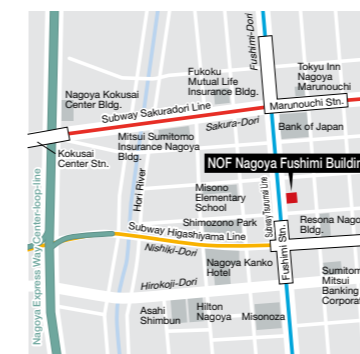 Fushimi-Dori
Fukoku
Mutual Life
Insurance Bldg.
Tokyu Inn
Nagoya
Marunouchi
Nagoya Kokusai
Center Bldg.
Subway Sakuradori Line
Marunouchi Stn.
Sakura-Dori
Bank of Japan
Mitsui Sumitomo
Insurance Nagoya
Bldg.
Kokusai
Center Stn.
NOF Nagoya Fushimi Buildin
Hori River
Misono
Elementary
School
Subway Tsurumai Line
Shimozono Park
Resona Nago
Bldg.
Subway Higashiyama Line
Nishiki-Dori
Fushimi Stn.
Nagoya Kanko
Hotel
Sumitom
Mitsui
Banking
Corporat
Hirokoji-Dori
Nagoya Express Way Center-loop-line
Asahi
Shimbun
Hilton
Nagoya
Misonoza